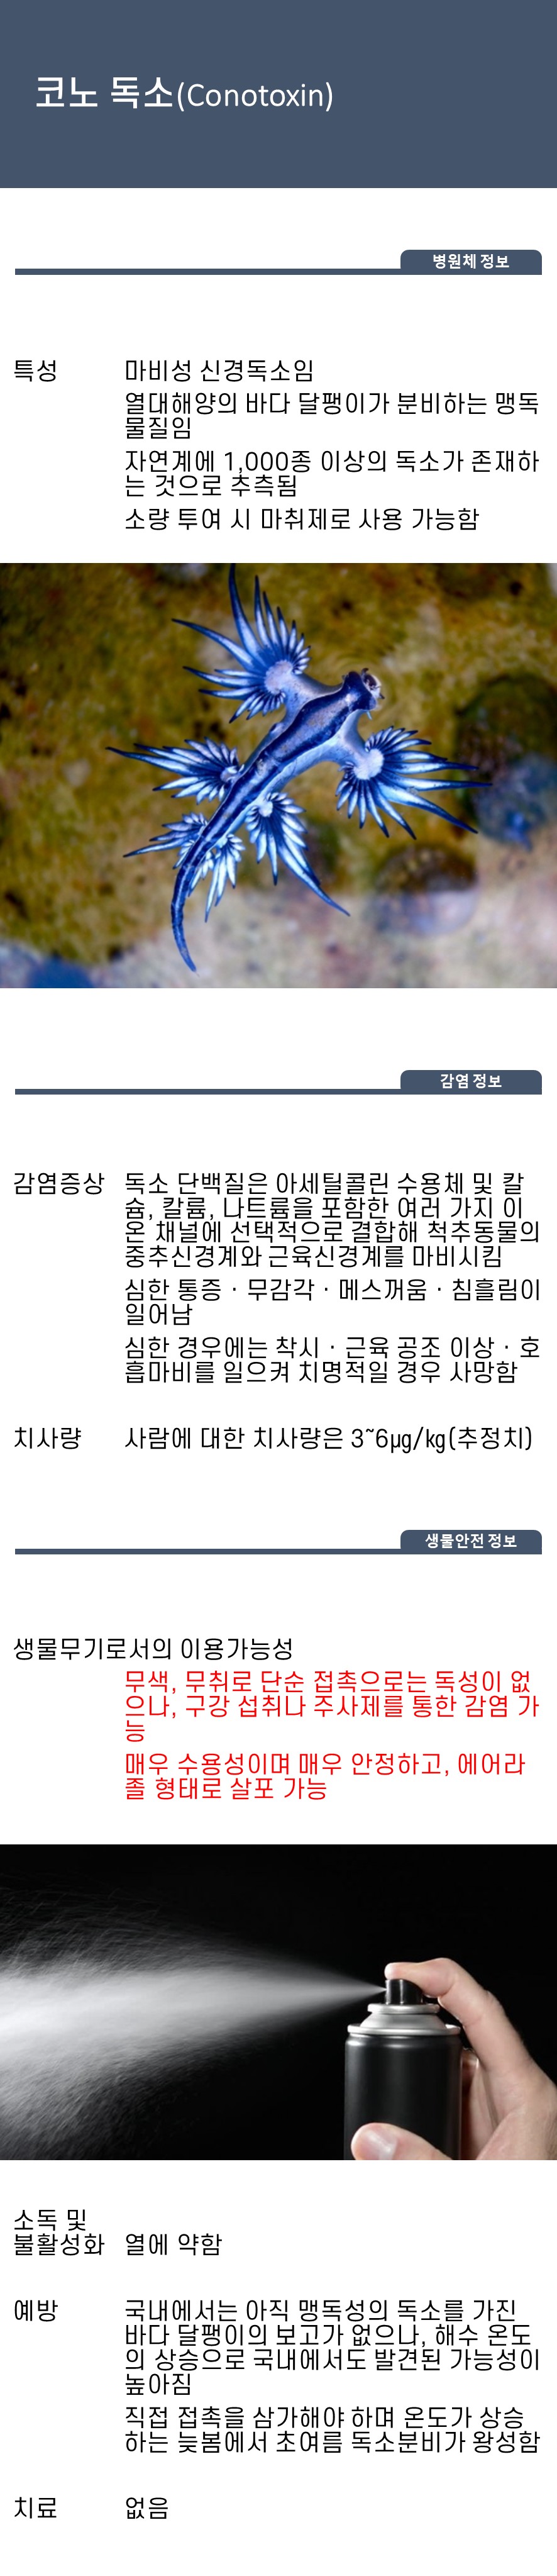 코노 독소(Conotoxin)
병원체 정보
특성 마비성 신경독소임
열대해양의 바다 달팽이가 분비하는 맹독
물질임
자연계에 1,000종 이상의 독소가 존재하
는 것으로 추측됨
소량 투여 시 마취제로 사용 가능함
감염 정보
감염증상 독소 단백질은 아세틸콜린 수용체 및 칼
슘, 칼륨, 나트륨을 포함한 여러 가지 이
온 채널에 선택적으로 결합해 척추동물의
중추신경계와 근육신경계를 마비시킴
심한 통증 · 무감각 · 메스꺼움 · 침흘림이
일어남
심한 경우에는 착시 · 근육 공조 이상 · 호
흡마비를 일으켜 치명적일 경우 사망함
치사량 사람에 대한 치사량은 3~6μg/kg(추정치)
생물안전 정보
생물무기로서의 이용가능성
무색, 무취로 단순 접촉으로는 독성이 없
으나, 구강 섭취나 주사제를 통한 감염 가
능
매우 수용성이며 매우 안정하고, 에어라
졸 형태로 살포 가능
소독 및
불활성화 열에 약함
예방 국내에서는 아직 맹독성의 독소를 가진
바다 달팽이의 보고가 없으나, 해수 온도
의 상승으로 국내에서도 발견된 가능성이
높아짐
직접 접촉을 삼가해야 하며 온도가 상승
하는 늦봄에서 초여름 독소분비가 왕성함
치료 없음